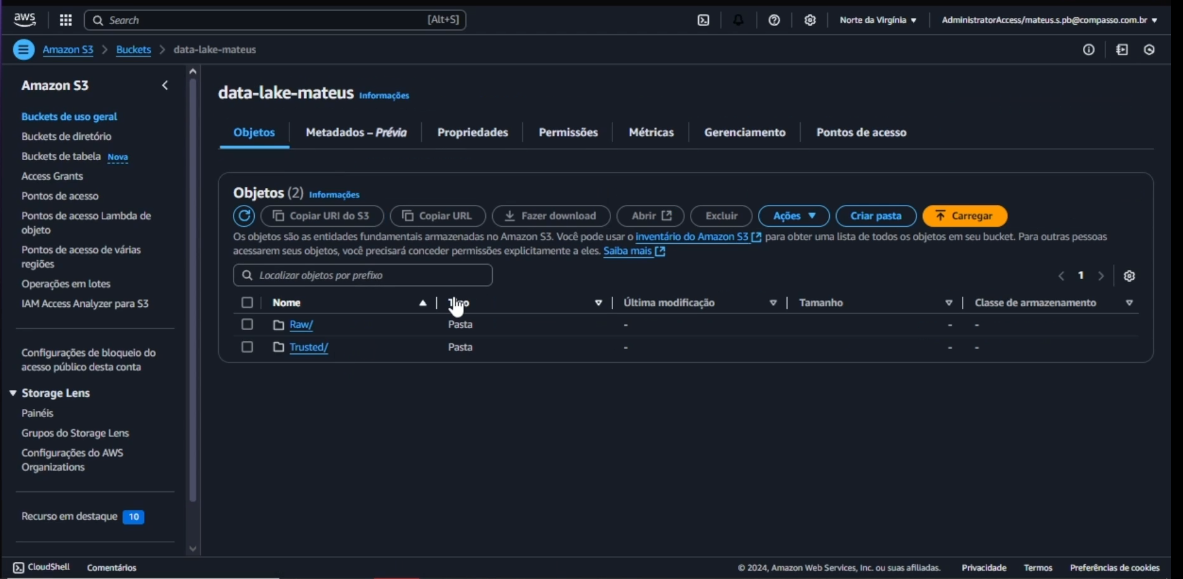 aws
Search [Alt+S]
Norte da Virgínia
AdministratorAccess/mateus.s.pb@compasso.com.br
Amazon S3 > Buckets > data-lake-mateus
Amazon S3
Buckets de uso geral
Buckets de diretório
Buckets de tabela Nova
Access Grants
Pontos de acesso
Pontos de acesso Lambda de
objeto
Pontos de acesso de várias
regiões
Operações em lotes
IAM Access Analyzer para S3
Configurações de bloqueio do
acesso público desta conta
Storage Lens
Painéis
Grupos do Storage Lens
Configurações do AWS
Organizations
Recurso em destaque 10
data-lake-mateus Informações
Objetos Metadados – Prévia Propriedades Permissões Métricas Gerenciamento Pontos de acesso
Objetos (2) Informações
Copiar URI do S3 Copiar URL Fazer download Abrir Excluir Ações Criar pasta Carregar
Os objetos são as entidades fundamentais armazenadas no Amazon S3. Você pode usar o inventário do Amazon S3 para obter uma lista de todos os objetos em seu bucket. Para outras pessoas
acessarem seus objetos, você precisará conceder permissões explicitamente a eles. Saiba mais
Localizar objetos por prefixo
1
Nome Última modificação Tamanho Classe de armazenamento
Raw/ Pasta - - -
Trusted/ Pasta - - -
CloudShell Comentários © 2024, Amazon Web Services, Inc. ou suas afiliadas. Privacidade Termos Preferências de cookies